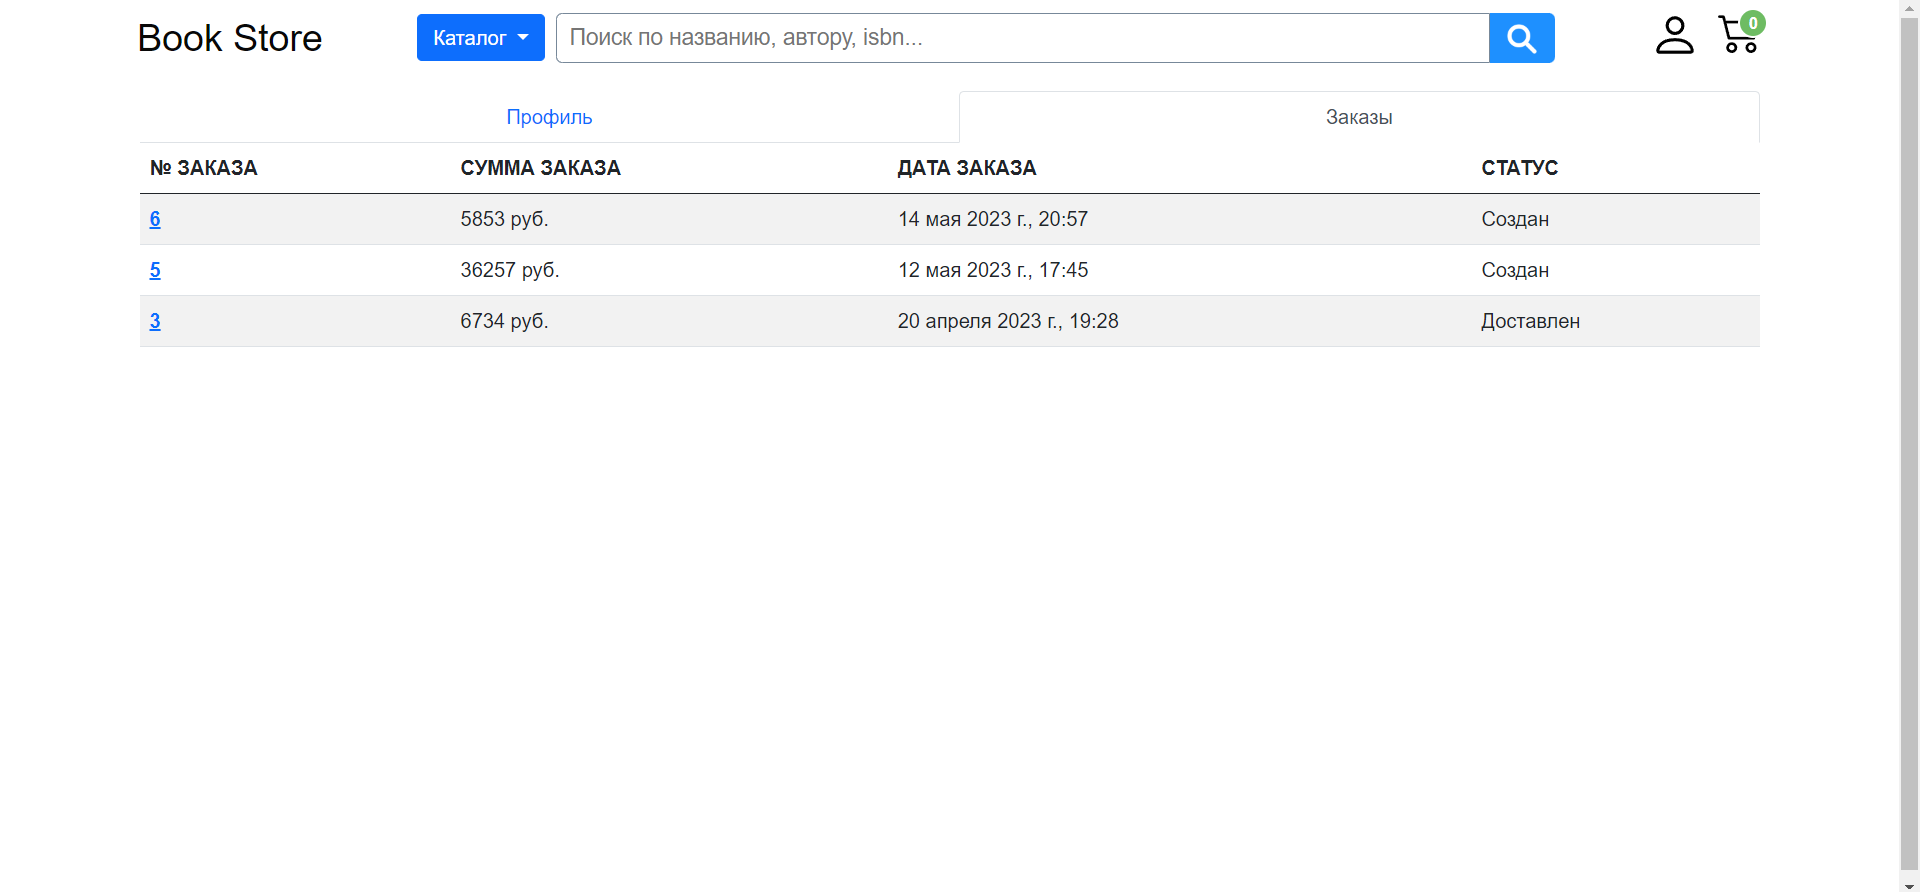 Book Store
Каталог
Поиск по названию, автору, isbn...
0
Профиль
Заказы
№ ЗАКАЗА СУММА ЗАКАЗА ДАТА ЗАКАЗА СТАТУС
6 5853 руб. 14 мая 2023 г., 20:57 Создан
5 36257 руб. 12 мая 2023 г., 17:45 Создан
3 6734 руб. 20 апреля 2023 г., 19:28 Доставлен